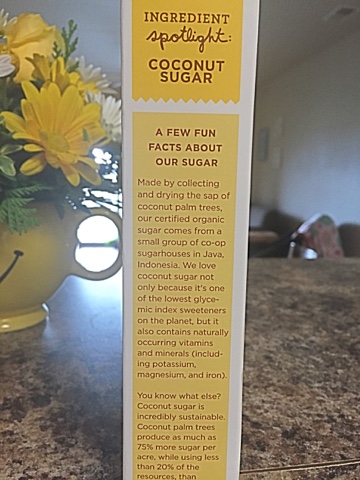 INGREDIENT
spotlight:
COCONUT
SUGAR
A FEW FUN
FACTS ABOUT
OUR SUGAR
Made by collecting
and drying the sap of
coconut palm trees,
our certified organic
sugar comes from a
small group of co-op
sugarhouses in Java,
Indonesia. We love
coconut sugar not
only because it's one
of the lowest glyce-
mic index sweeteners
on the planet, but it
also contains naturally
occurring vitamins
and minerals (includ-
ing potassium,
magnesium, and iron).
You know what else?
Coconut sugar is
incredibly sustainable.
Coconut palm trees
produce as much as
75% more sugar per
acre, while using less
than 20% of the
resources, than